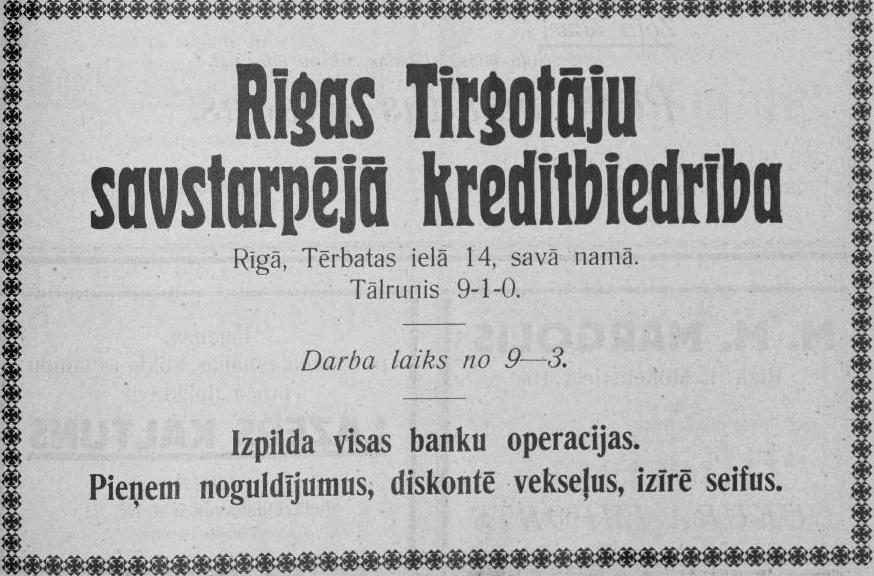 Rīgas Tirgotāju
savstarpējā kreditbiedrība
Rīgā, Tērbatas ielā 14, savā namā.
Tālrunis 9-1-0.
Darba laiks no 9—3.
Izpilda visas banku operacijas.
Pieņem noguldījumus, diskontē vekseļus, izīrē seifus.